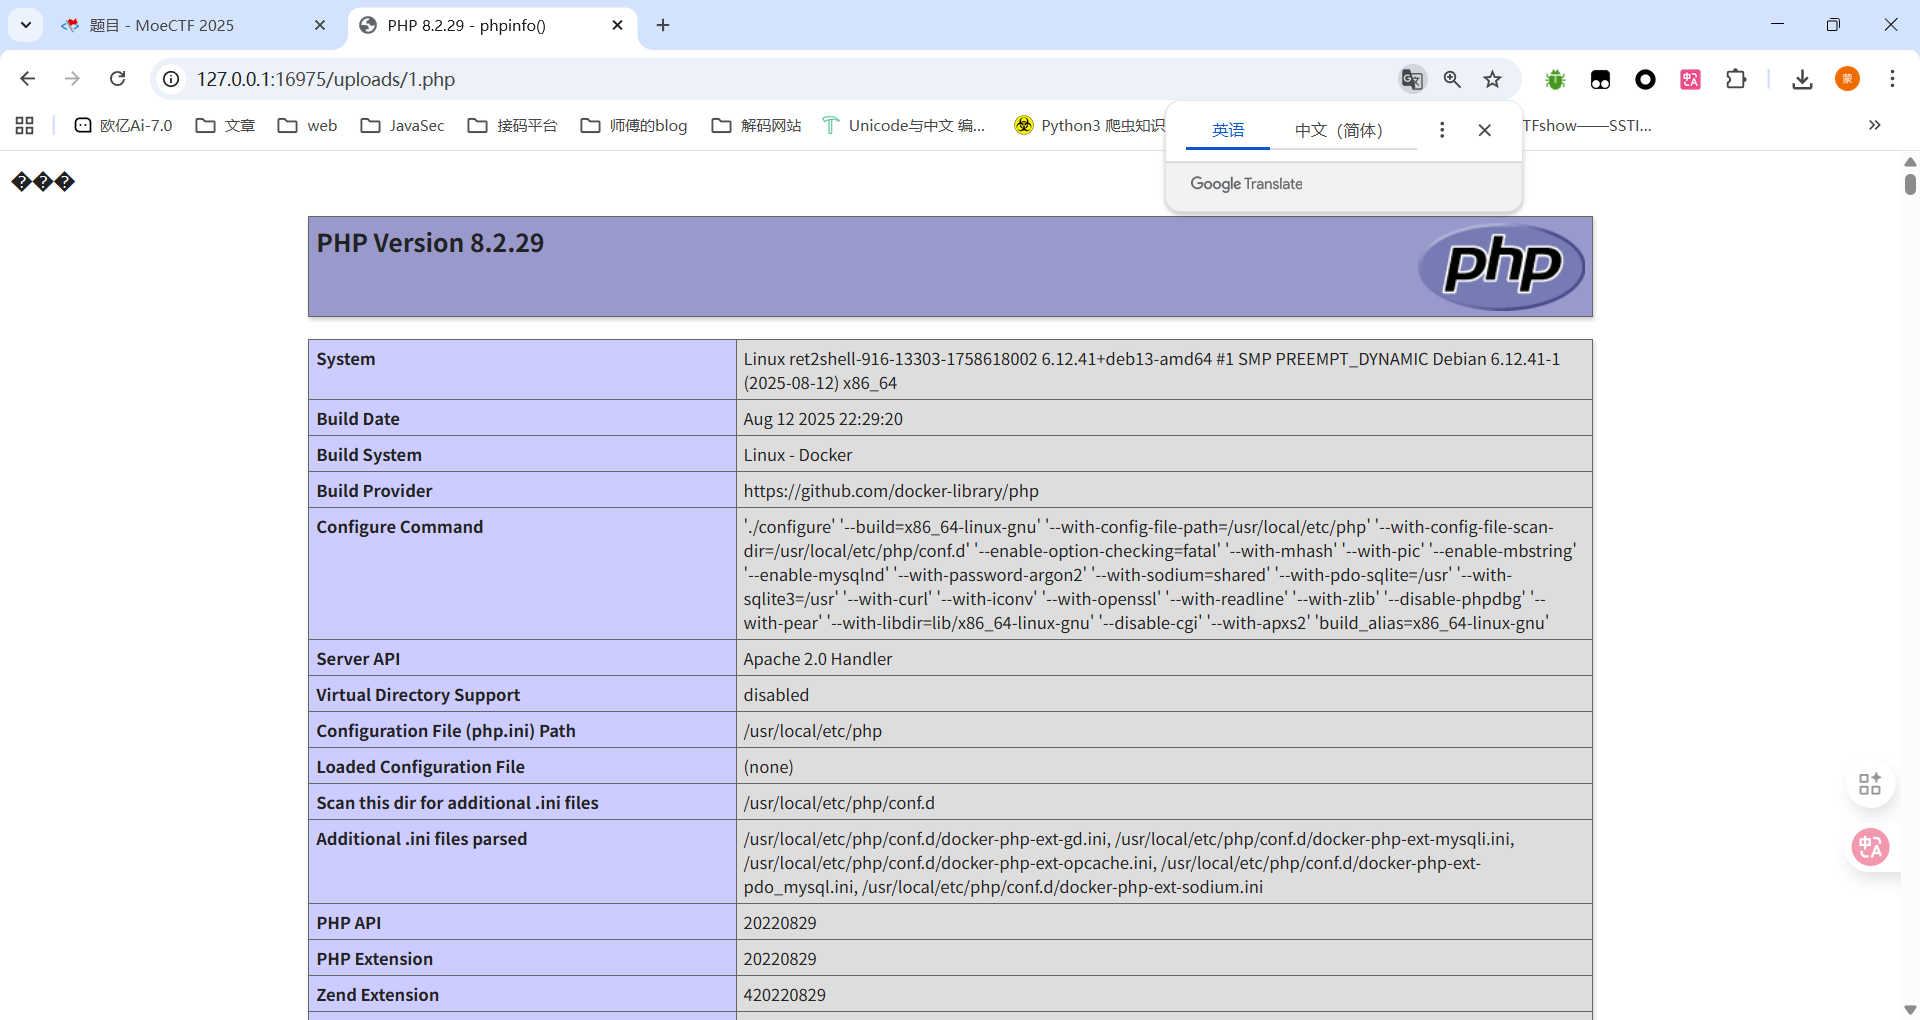 题目 - MoeCTF 2025
PHP 8.2.29 - phpinfo()
127.0.0.1:16975/uploads/1.php
蒙
欧亿Ai-7.0 文章 web JavaSec 接码平台 师傅的blog 解码网站 Unicode与中文 编... Python3 爬虫知识 TFshow——SSTI...
英语 中文（简体）
Google Translate
���
PHP Version 8.2.29
php
System Linux ret2shell-916-13303-1758618002 6.12.41+deb13-amd64 #1 SMP PREEMPT_DYNAMIC Debian 6.12.41-1
(2025-08-12) x86_64
Build Date Aug 12 2025 22:29:20
Build System Linux - Docker
Build Provider https://github.com/docker-library/php
Configure Command './configure' '--build=x86_64-linux-gnu' '--with-config-file-path=/usr/local/etc/php' '--with-config-file-scan-
dir=/usr/local/etc/php/conf.d' '--enable-option-checking=fatal' '--with-mhash' '--with-pic' '--enable-mbstring'
'--enable-mysqlnd' '--with-password-argon2' '--with-sodium=shared' '--with-pdo-sqlite=/usr' '--with-
sqlite3=/usr' '--with-curl' '--with-iconv' '--with-openssl' '--with-readline' '--with-zlib' '--disable-phpdbg' '--
with-pear' '--with-libdir=lib/x86_64-linux-gnu' '--disable-cgi' '--with-apxs2' 'build_alias=x86_64-linux-gnu'
Server API Apache 2.0 Handler
Virtual Directory Support disabled
Configuration File (php.ini) Path /usr/local/etc/php
Loaded Configuration File (none)
Scan this dir for additional .ini files /usr/local/etc/php/conf.d
Additional .ini files parsed /usr/local/etc/php/conf.d/docker-php-ext-gd.ini, /usr/local/etc/php/conf.d/docker-php-ext-mysqli.ini,
/usr/local/etc/php/conf.d/docker-php-ext-opcache.ini, /usr/local/etc/php/conf.d/docker-php-ext-
pdo_mysql.ini, /usr/local/etc/php/conf.d/docker-php-ext-sodium.ini
PHP API 20220829
PHP Extension 20220829
Zend Extension 420220829